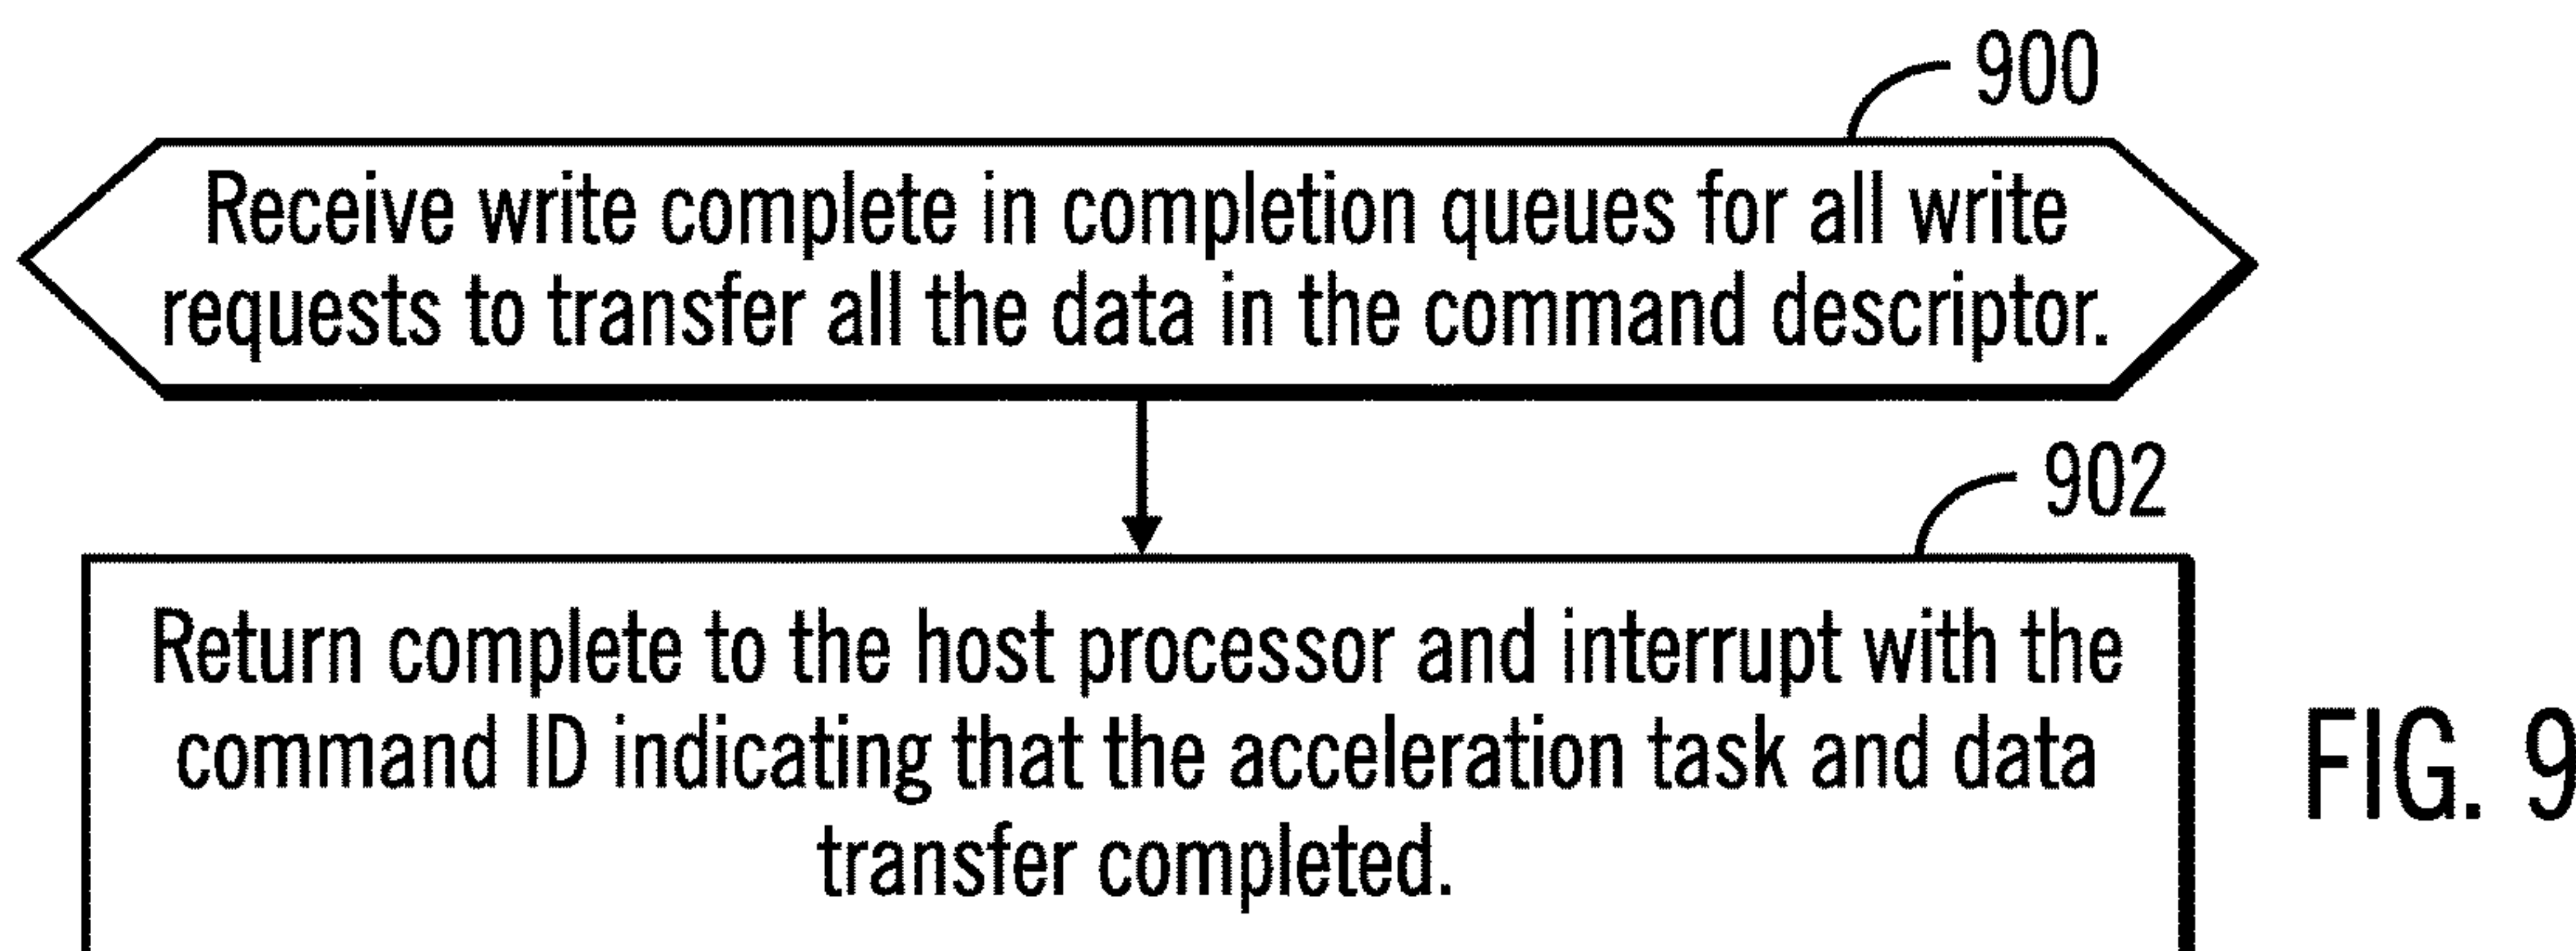 900
Receive write complete in completion queues for all write
requests to transfer all the data in the command descriptor.
902
Return complete to the host processor and interrupt with the
command ID indicating that the acceleration task and data
transfer completed.
FIG. 9